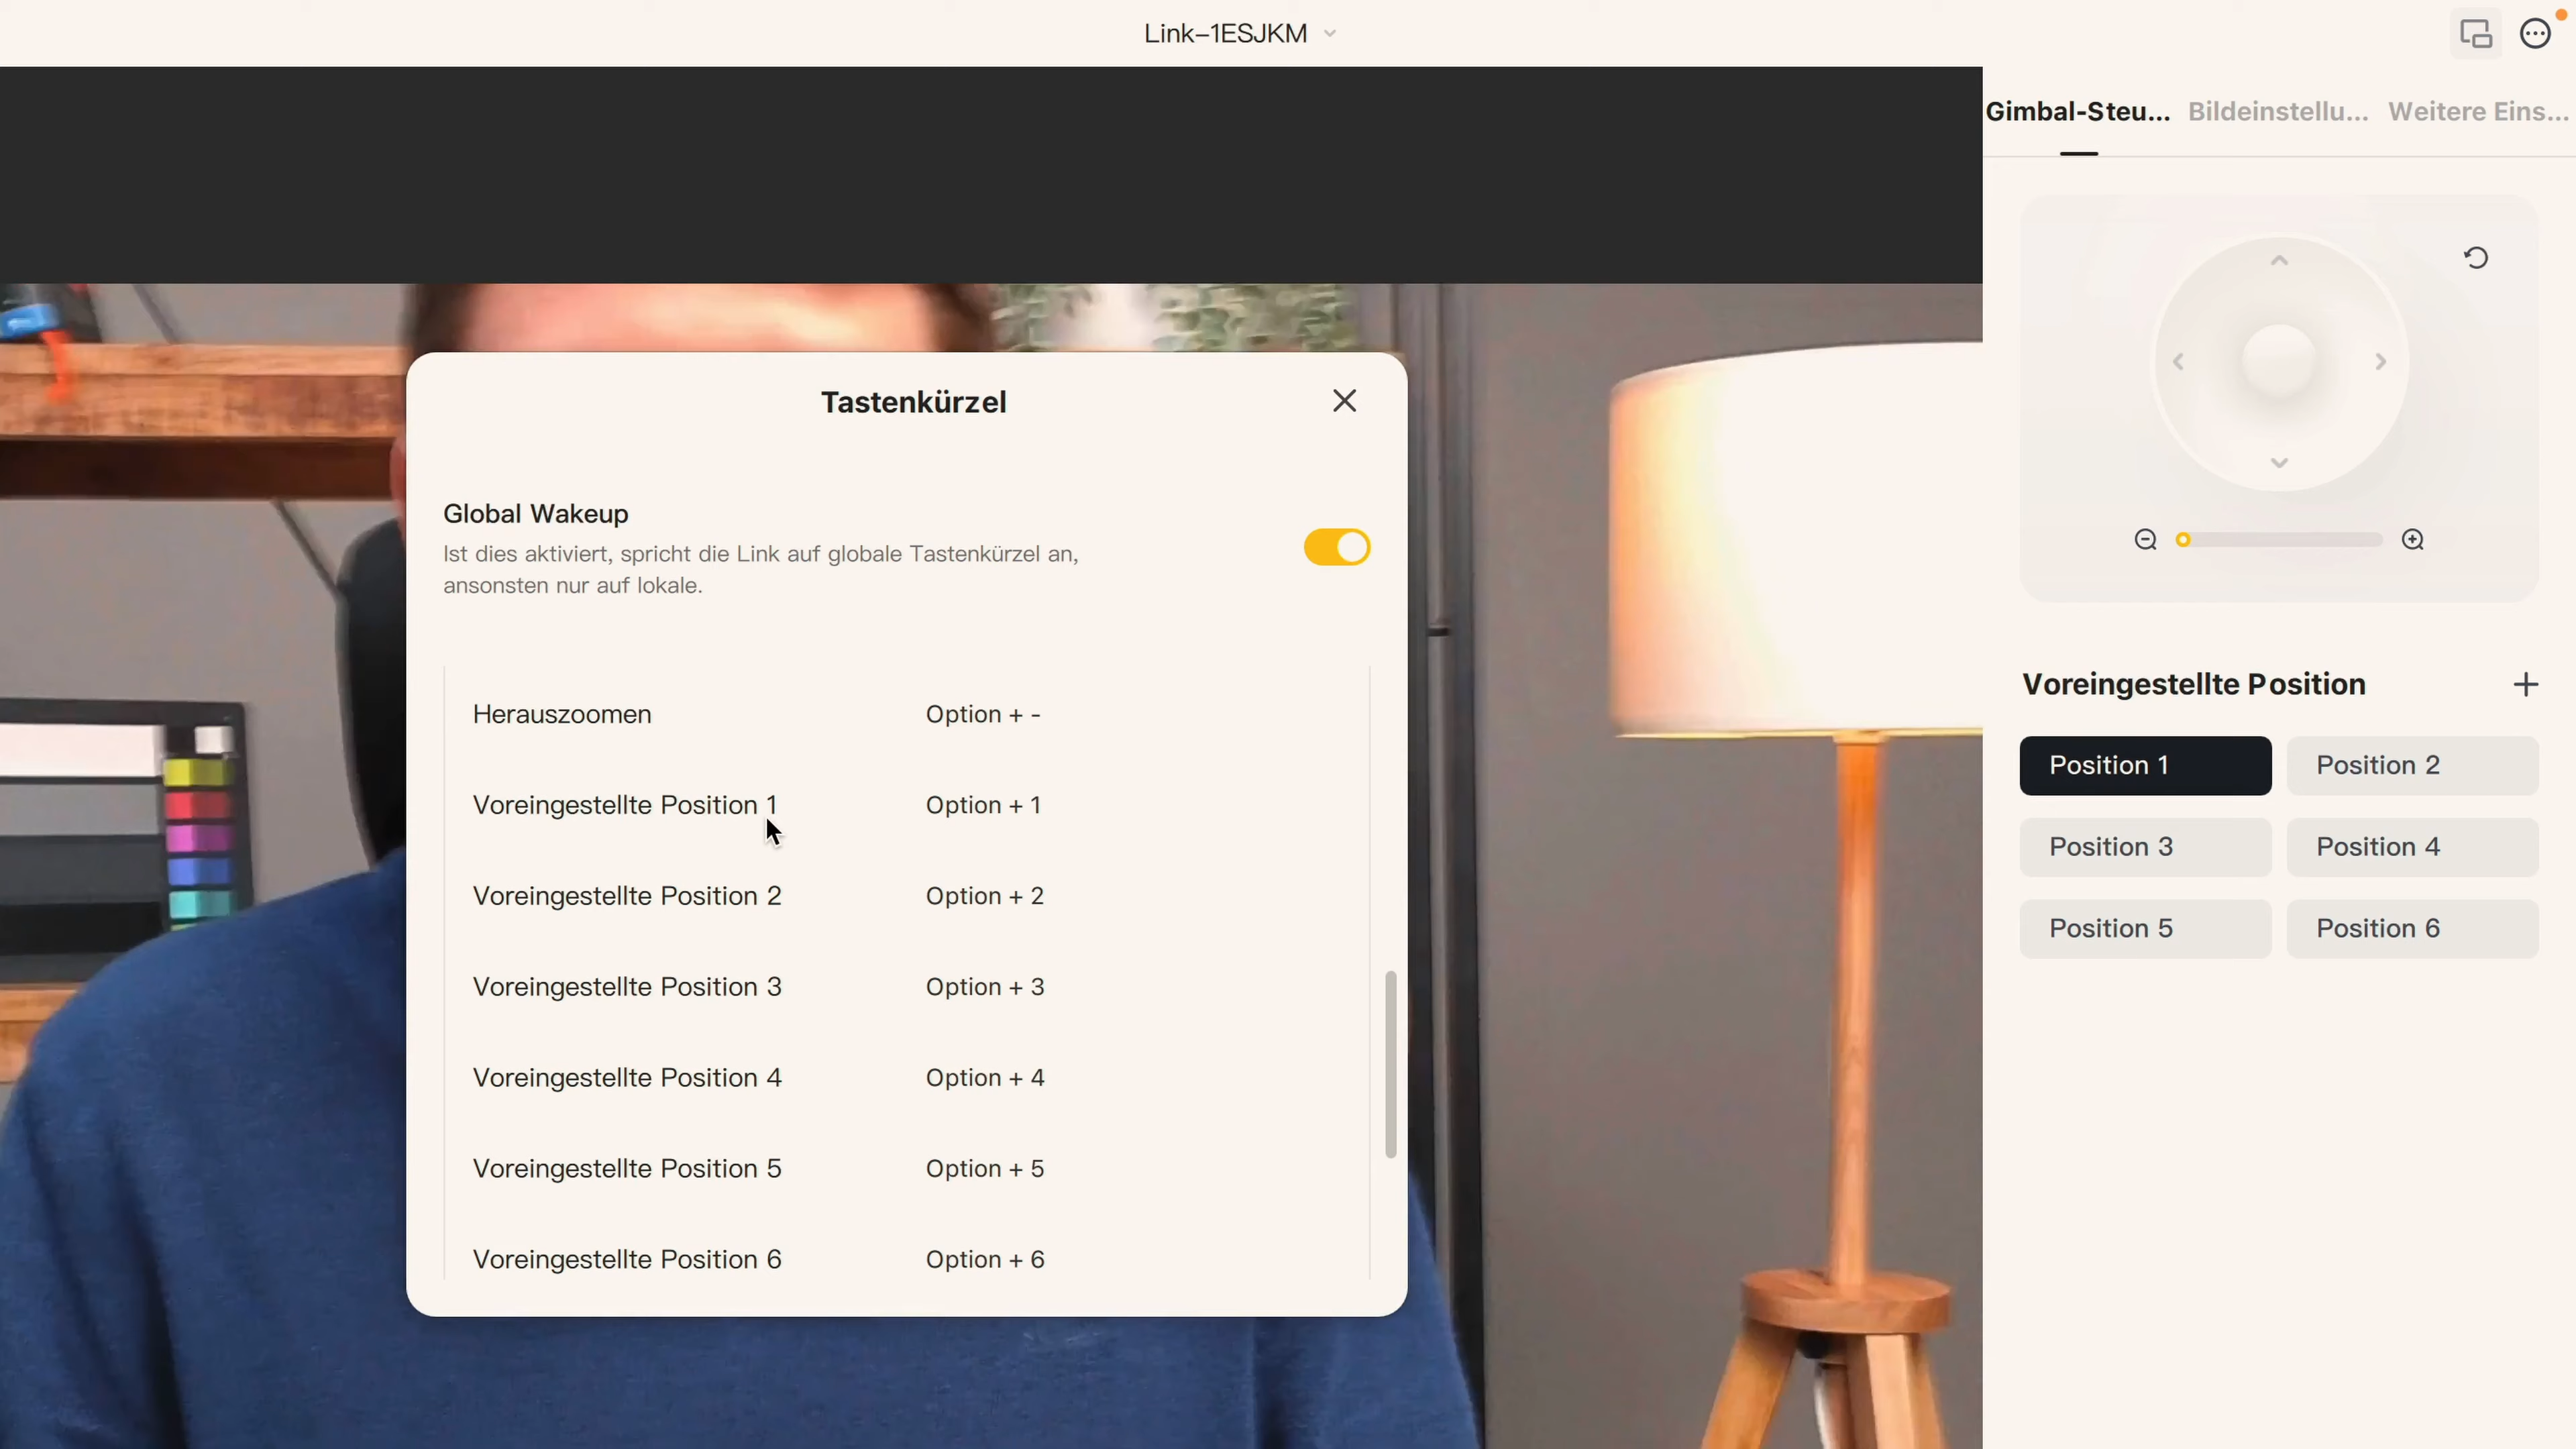 Link-1ESJKM
Gimbal-Steu...
Bildeinstellu...
Weitere Eins...
Tastenkürzel
Global Wakeup
Ist dies aktiviert, spricht die Link auf globale Tastenkürzel an,
ansonsten nur auf lokale.
Herauszoomen
Option + -
Voreingestellte Position 1
Option + 1
Voreingestellte Position 2
Option + 2
Voreingestellte Position 3
Option + 3
Voreingestellte Position 4
Option + 4
Voreingestellte Position 5
Option + 5
Voreingestellte Position 6
Option + 6
Voreingestellte Position
Position 1
Position 2
Position 3
Position 4
Position 5
Position 6